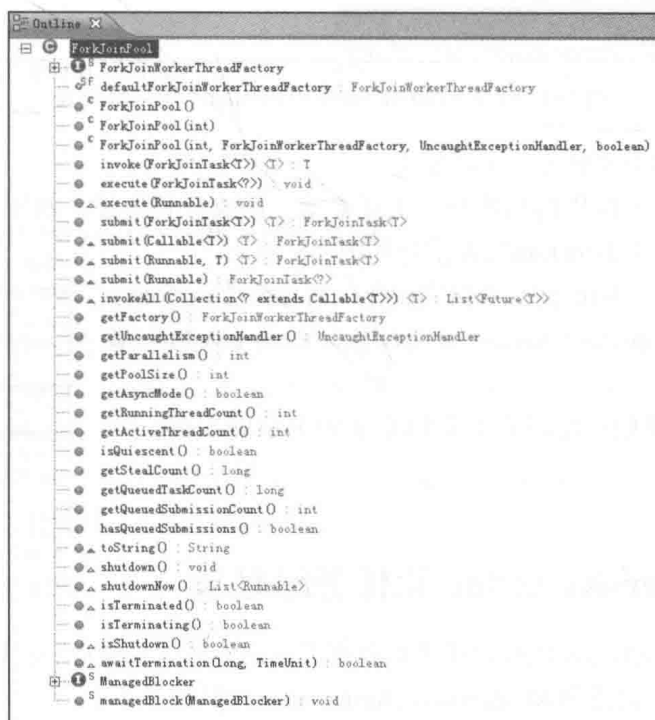 Outline
ForkJoinPool
S ForkJoinWorkerThreadFactory
SF defaultForkJoinWorkerThreadFactory : ForkJoinWorkerThreadFactory
C ForkJoinPool()
C ForkJoinPool(int)
C ForkJoinPool(int, ForkJoinWorkerThreadFactory, UncaughtExceptionHandler, boolean)
invoke(ForkJoinTask<T>) <T> : T
execute(ForkJoinTask<?>) : void
execute(Runnable) : void
submit(ForkJoinTask<T>) <T> : ForkJoinTask<T>
submit(Callable<T>) <T> : ForkJoinTask<T>
submit(Runnable, T) <T> : ForkJoinTask<T>
submit(Runnable) : ForkJoinTask<?>
invokeAll(Collection<? extends Callable<T>>) <T> : List<Future<T>>
getFactory() : ForkJoinWorkerThreadFactory
getUncaughtExceptionHandler() : UncaughtExceptionHandler
getParallelism() : int
getPoolSize() : int
getAsyncMode() : boolean
getRunningThreadCount() : int
getActiveThreadCount() : int
isQuiescent() : boolean
getStealCount() : long
getQueuedTaskCount() : long
getQueuedSubmissionCount() : int
hasQueuedSubmissions() : boolean
toString() : String
shutdown() : void
shutdownNow() : List<Runnable>
isTerminated() : boolean
isTerminating() : boolean
isShutdown() : boolean
awaitTermination(long, TimeUnit) : boolean
S ManagedBlocker
S managedBlock(ManagedBlocker) : void